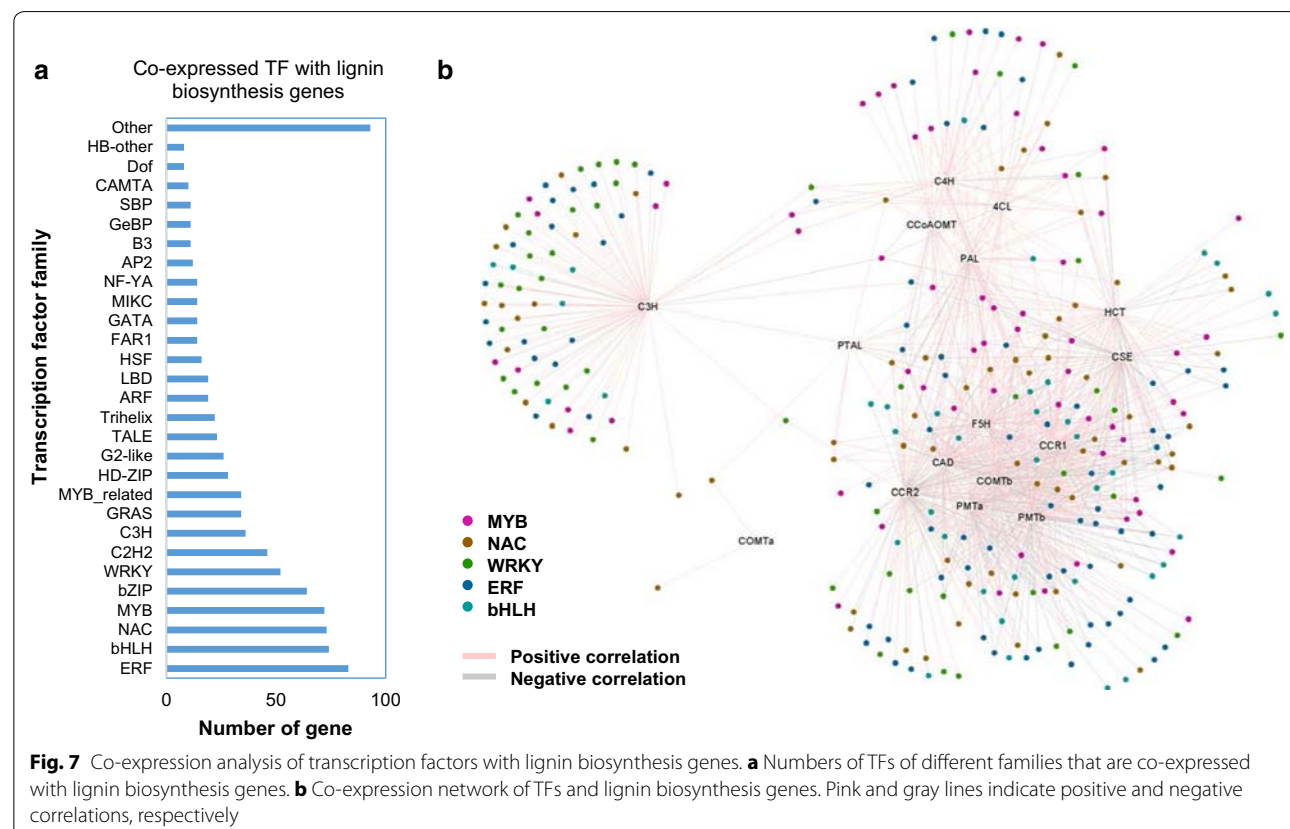 a
Co-expressed TF with lignin
biosynthesis genes
Transcription factor family
Other
HB-other
Dof
CAMTA
SBP
GeBP
B3
AP2
NF-YA
MIKC
GATA
FAR1
HSF
LBD
ARF
Trihelix
TALE
G2-like
HD-ZIP
MYB_related
GRAS
C3H
C2H2
WRKY
bZIP
MYB
NAC
bHLH
ERF
0 50 100
Number of gene
b
C4H
4CL
CCoAOMT
PAL
C3H
HCT
PTAL
CSE
F5H
CCR1
CAD
COMTb
CCR2
PMTa
PMTb
COMTa
MYB
NAC
WRKY
ERF
bHLH
Positive correlation
Negative correlation
Fig. 7 Co-expression analysis of transcription factors with lignin biosynthesis genes. a Numbers of TFs of different families that are co-expressed
with lignin biosynthesis genes. b Co-expression network of TFs and lignin biosynthesis genes. Pink and gray lines indicate positive and negative
correlations, respectively